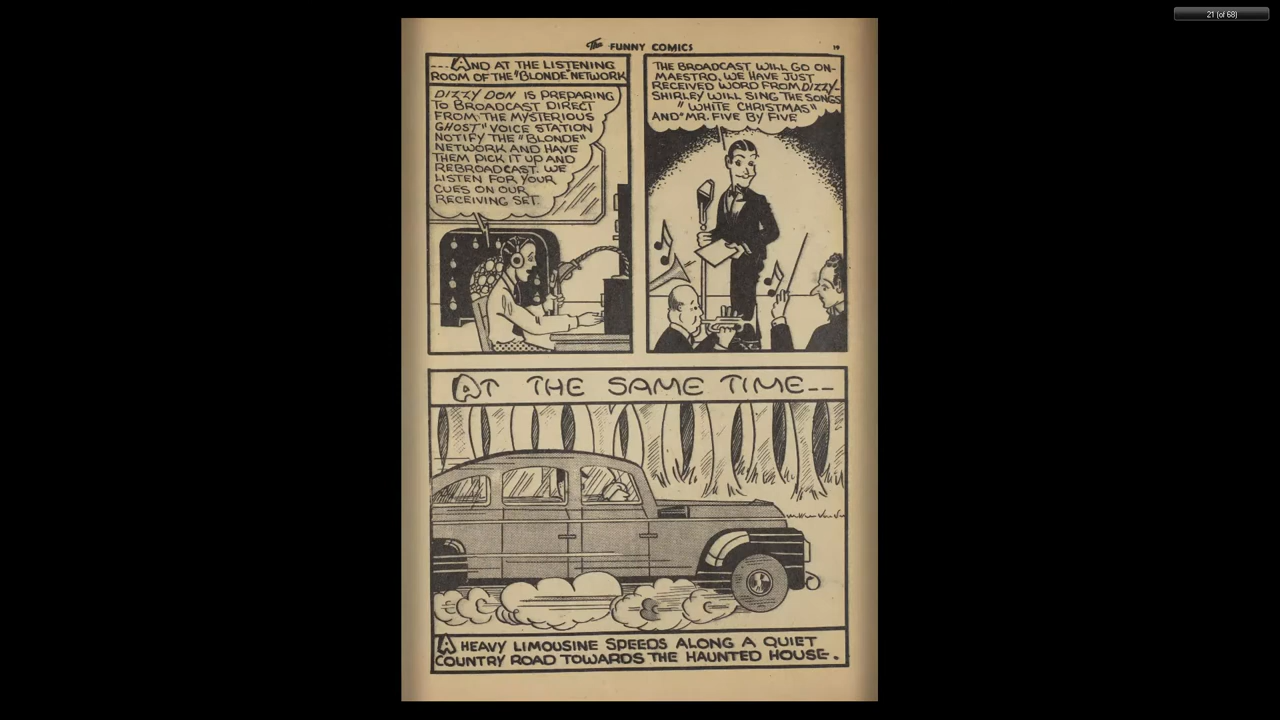 21 (of 68)
The FUNNY COMICS
19
---- AND AT THE LISTENING
ROOM OF THE "BLONDE" NETWORK
DIZZY DON IS PREPARING
TO BROADCAST DIRECT
FROM THE MYSTERIOUS
GHOST" VOICE STATION
NOTIFY THE "BLONDE"
NETWORK AND HAVE
THEM PICK IT UP AND
REBROADCAST. WE
LISTEN FOR YOUR
CUES ON OUR
RECEIVING SET.
THE BROADCAST WILL GO ON-
MAESTRO. WE HAVE JUST
RECEIVED WORD FROM DIZZY-
SHIRLEY WILL SING THE SONGS
"WHITE CHRISTMAS"
AND "MR. FIVE BY FIVE
AT THE SAME TIME--
A HEAVY LIMOUSINE SPEEDS ALONG A QUIET
COUNTRY ROAD TOWARDS THE HAUNTED HOUSE.